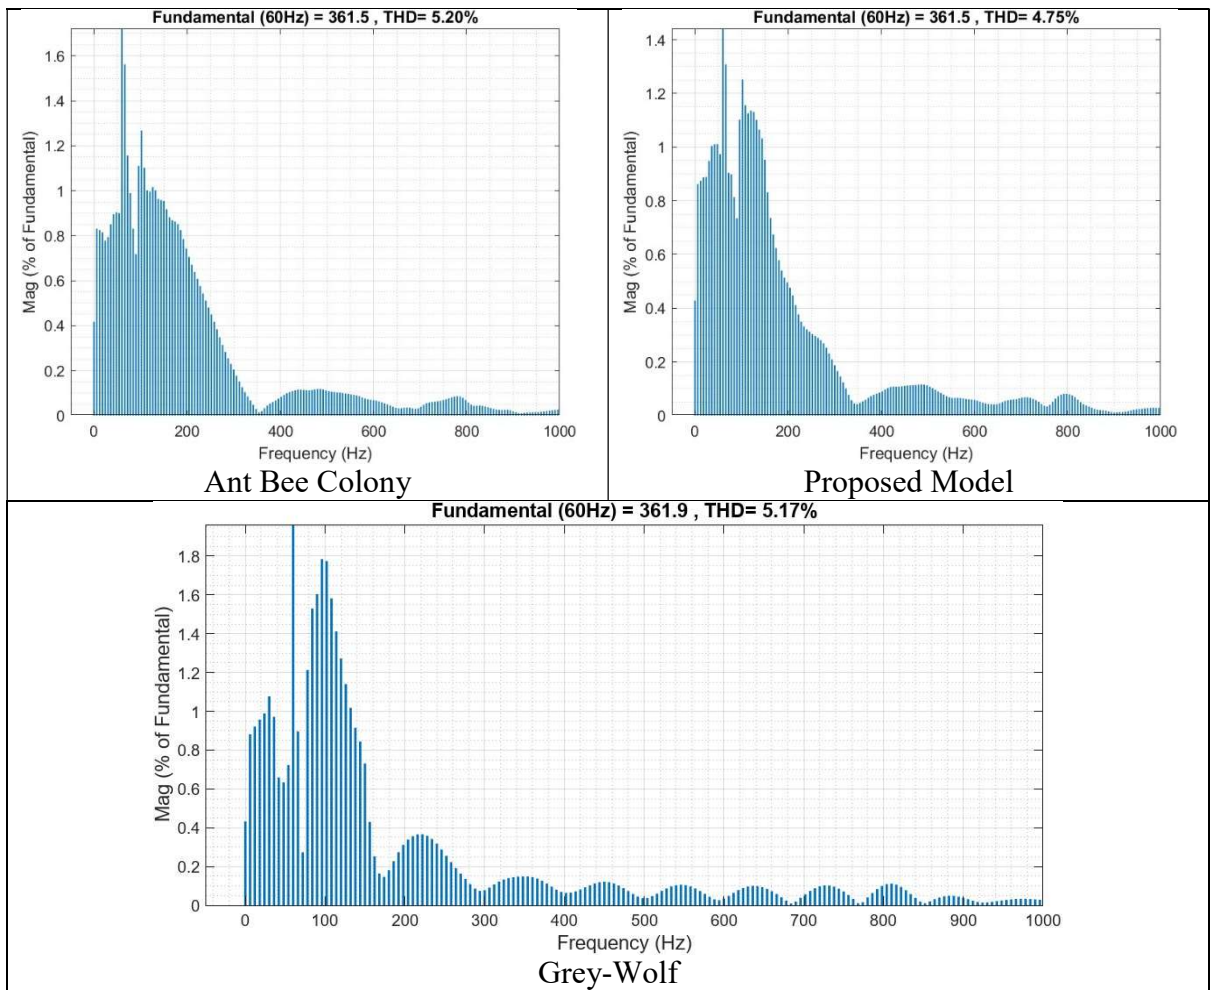 Fundamental (60Hz) = 361.5 , THD= 5.20%
1.6
1.4
1.2
1
0.8
0.6
0.4
0.2
0
Mag (% of Fundamental)
0 200 400 600 800 1000
Frequency (Hz)
Ant Bee Colony
Fundamental (60Hz) = 361.5 , THD= 4.75%
1.4
1.2
1
0.8
0.6
0.4
0.2
0
Mag (% of Fundamental)
0 200 400 600 800 1000
Frequency (Hz)
Proposed Model
Fundamental (60Hz) = 361.9 , THD= 5.17%
1.8
1.6
1.4
1.2
1
0.8
0.6
0.4
0.2
0
Mag (% of Fundamental)
0 100 200 300 400 500 600 700 800 900 1000
Frequency (Hz)
Grey-Wolf